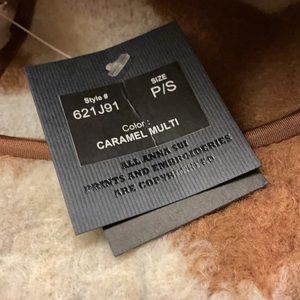 Style #
621J91
SIZE
P/S
Color:
CARAMEL MULTI
ALL ANNA SUI
PRINTS AND EMBROIDERIES
ARE COPYRIGHTED